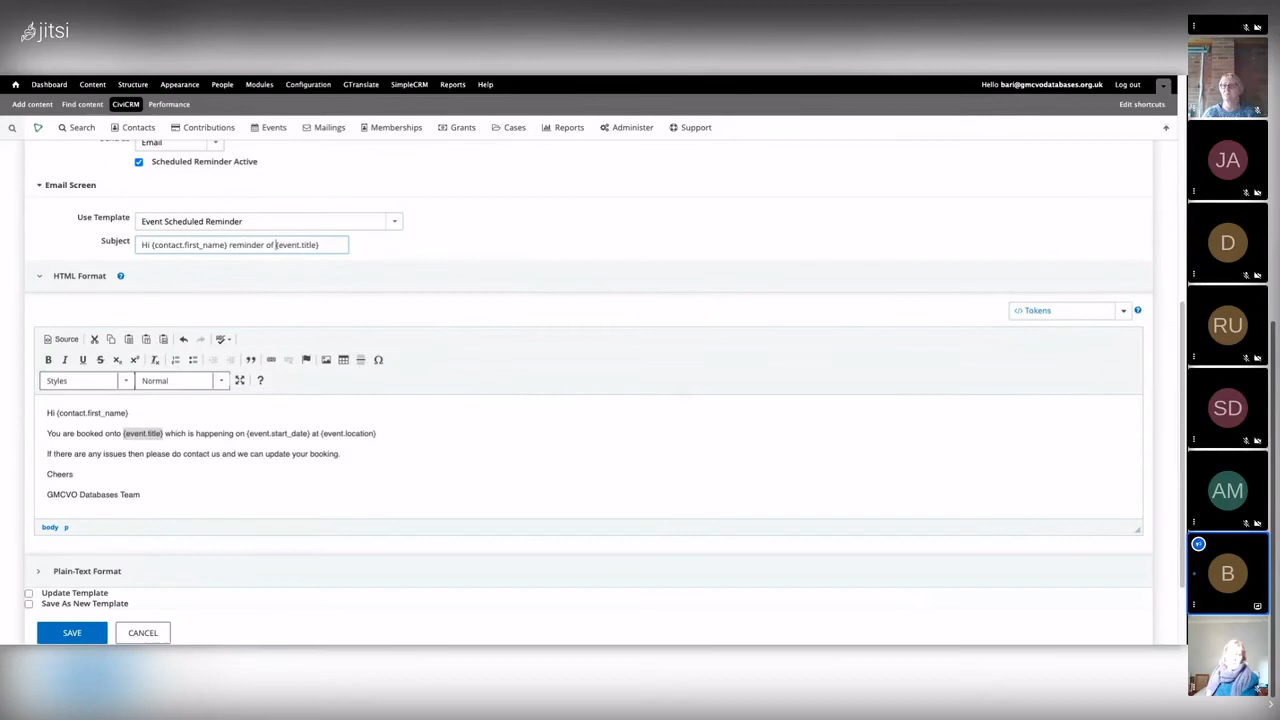 jitsi
Dashboard Content Structure Appearance People Modules Configuration GTranslate SimpleCRM Reports Help Hello bari@gmcvodatabases.org.uk Log out
Add content Find content CiviCRM Performance Edit shortcuts
Search Contacts Contributions Events Mailings Memberships Grants Cases Reports Administer Support
Email
Scheduled Reminder Active
Email Screen
Use Template Event Scheduled Reminder
Subject Hi {contact.first_name} reminder of {event.title}
HTML Format ?
</> Tokens ?
Source
B I U S x₂ x² Ix Ω
Styles Normal ?
Hi {contact.first_name}
You are booked onto {event.title} which is happening on {event.start_date} at {event.location}
If there are any issues then please do contact us and we can update your booking.
Cheers
GMCVO Databases Team
body p
Plain-Text Format
Update Template
Save As New Template
SAVE CANCEL
JA
D
RU
SD
AM
B